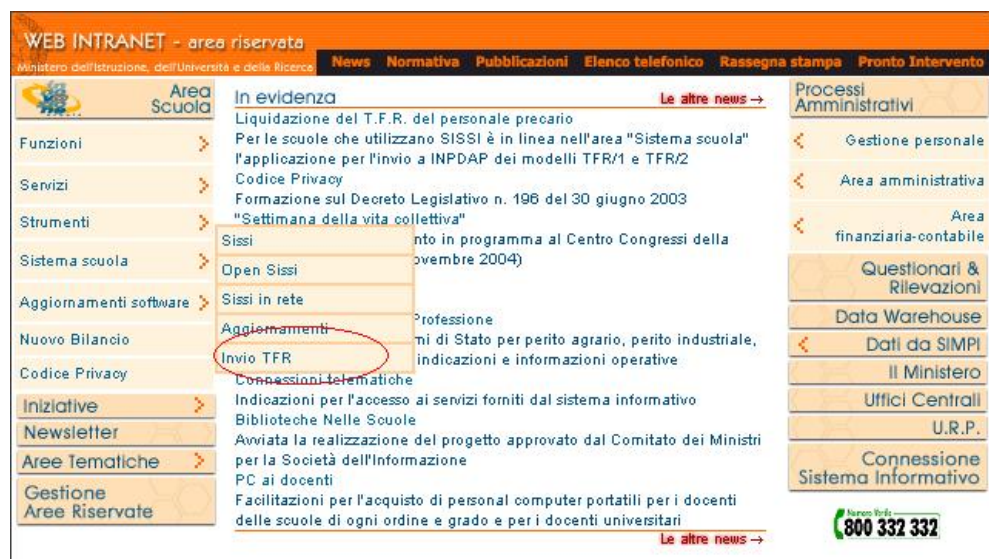 WEB INTRANET - area riservata
Ministero dell'Istruzione, dell'Università e della Ricerca
News Normativa Pubblicazioni Elenco telefonico Rassegna stampa Pronto Intervento
Area
Scuola
Funzioni
Servizi
Strumenti
Sistema scuola
Aggiornamenti software
Nuovo Bilancio
Codice Privacy
Iniziative
Newsletter
Aree Tematiche
Gestione
Aree Riservate
In evidenza
Le altre news →
Liquidazione del T.F.R. del personale precario
Per le scuole che utilizzano SISSI è in linea nell'area "Sistema scuola"
l'applicazione per l'invio a INPDAP dei modelli TFR/1 e TFR/2
Codice Privacy
Formazione sul Decreto Legislativo n. 196 del 30 giugno 2003
"Settimana della vita collettiva"
nto in programma al Centro Congressi della
ovembre 2004)
Professione
mi di Stato per perito agrario, perito industriale,
indicazioni e informazioni operative
Connessioni telematiche
Indicazioni per l'accesso ai servizi forniti dal sistema informativo
Biblioteche Nelle Scuole
Avviata la realizzazione del progetto approvato dal Comitato dei Ministri
per la Società dell'Informazione
PC ai docenti
Facilitazioni per l'acquisto di personal computer portatili per i docenti
delle scuole di ogni ordine e grado e per i docenti universitari
Le altre news →
Sissi
Open Sissi
Sissi in rete
Aggiornamenti
Invio TFR
Processi
Amministrativi
Gestione personale
Area amministrativa
Area
finanziaria-contabile
Questionari &
Rilevazioni
Data Warehouse
Dati da SIMPI
Il Ministero
Uffici Centrali
U.R.P.
Connessione
Sistema Informativo
Numero Verde
800 332 332